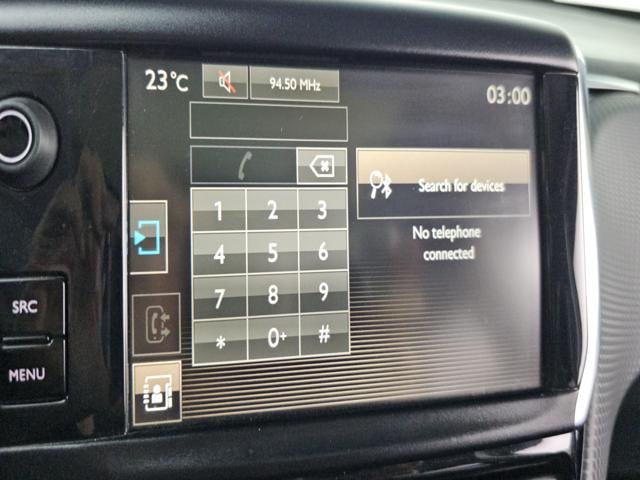 23°C
94.50 MHz
03:00
Search for devices
No telephone
connected
1 2 3
4 5 6
7 8 9
* 0+ #
SRC
MENU